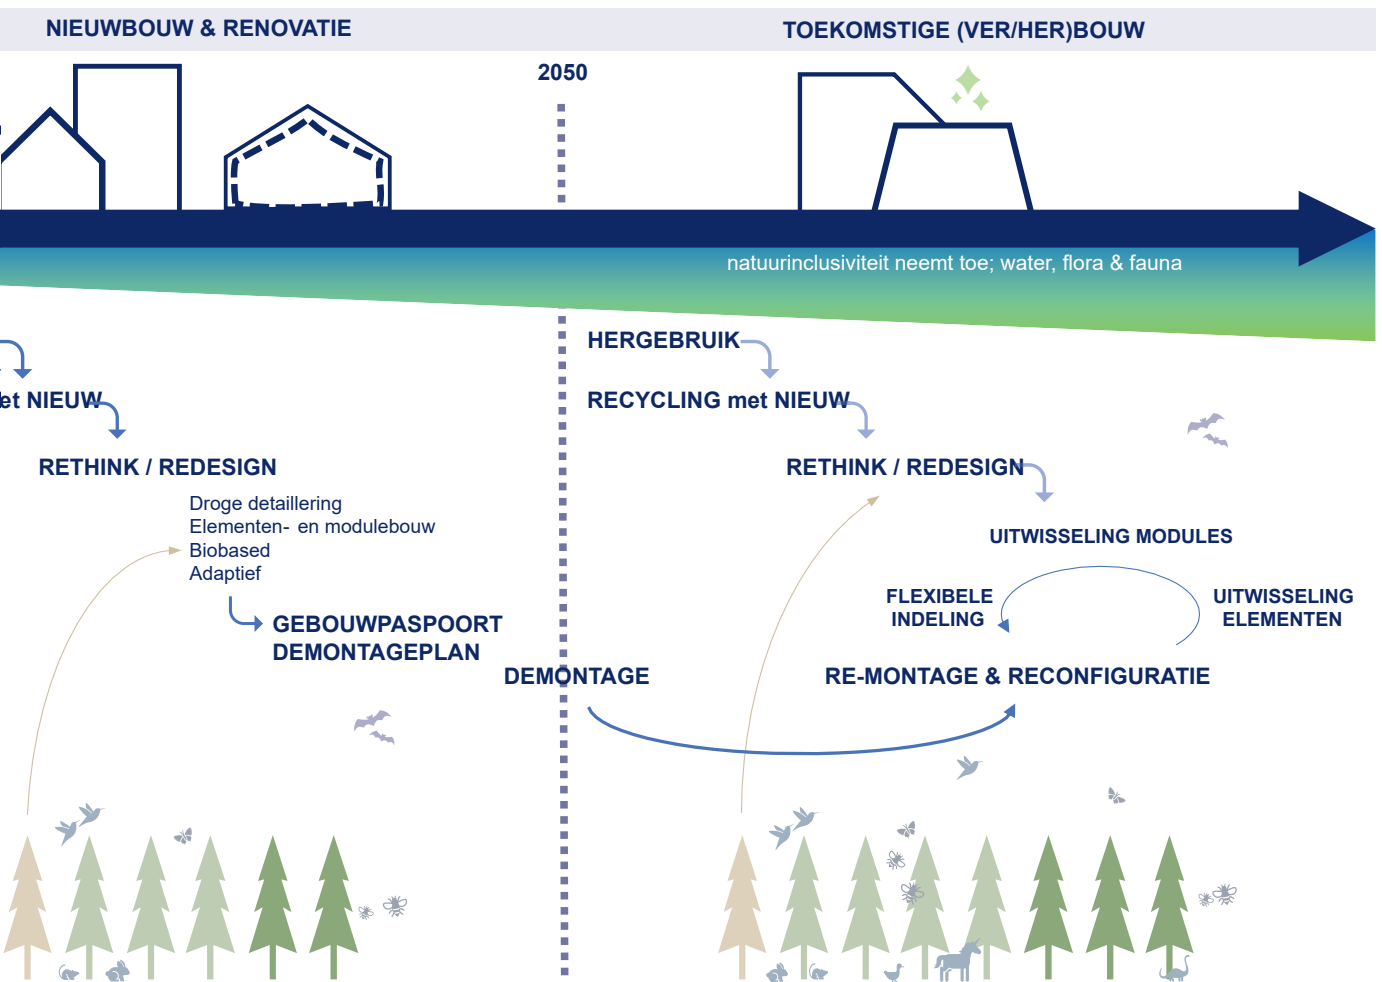 NIEUWBOUW & RENOVATIE
TOEKOMSTIGE (VER/HER)BOUW
2050
natuurinclusiviteit neemt toe; water, flora & fauna
et NIEUW
RETHINK / REDESIGN
Droge detaillering
Elementen- en modulebouw
Biobased
Adaptief
GEBOUWPASPOORT
DEMONTAGEPLAN
DEMONTAGE
HERGEBRUIK
RECYCLING met NIEUW
RETHINK / REDESIGN
UITWISSELING MODULES
FLEXIBELE
INDELING
UITWISSELING
ELEMENTEN
RE-MONTAGE & RECONFIGURATIE